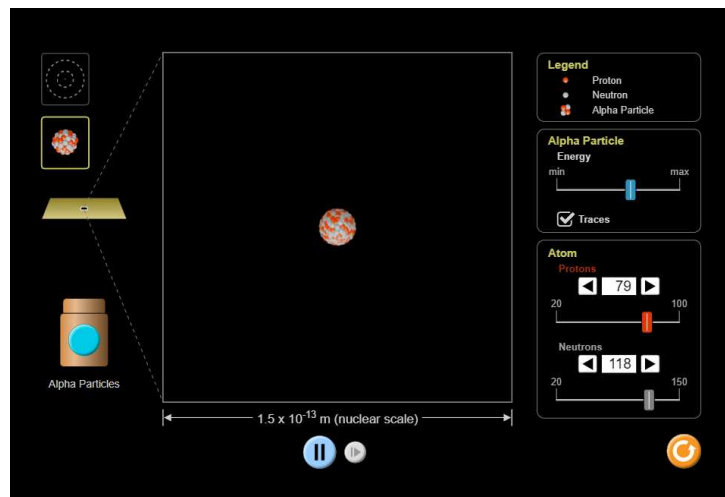 Legend
Proton
Neutron
Alpha Particle
Alpha Particle
Energy
min max
Traces
Atom
Protons
79
20 100
Neutrons
118
20 150
Alpha Particles
1.5 x 10⁻¹³ m (nuclear scale)